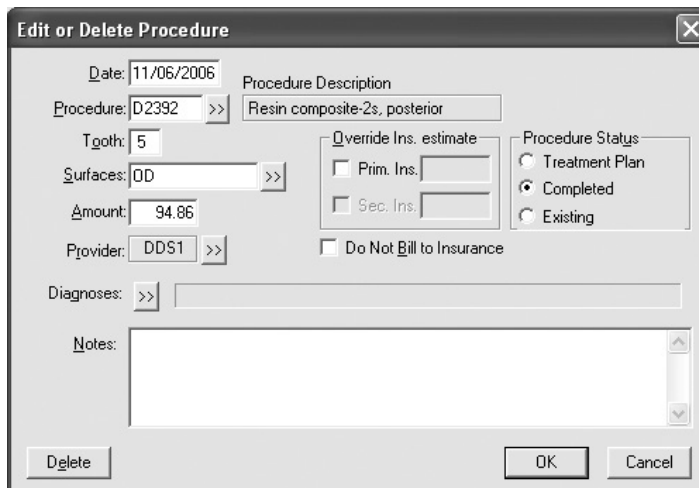 Edit or Delete Procedure
Date: 11/06/2006
Procedure Description
Procedure: D2392 >> Resin composite-2s, posterior
Tooth: 5
Override Ins. estimate
Procedure Status
Prim. Ins.
Treatment Plan
Surfaces: OD >>
Completed
Sec. Ins.
Amount: 94.86
Existing
Provider: DDS1 >>
Do Not Bill to Insurance
Diagnoses: >>
Notes:
Delete
OK
Cancel